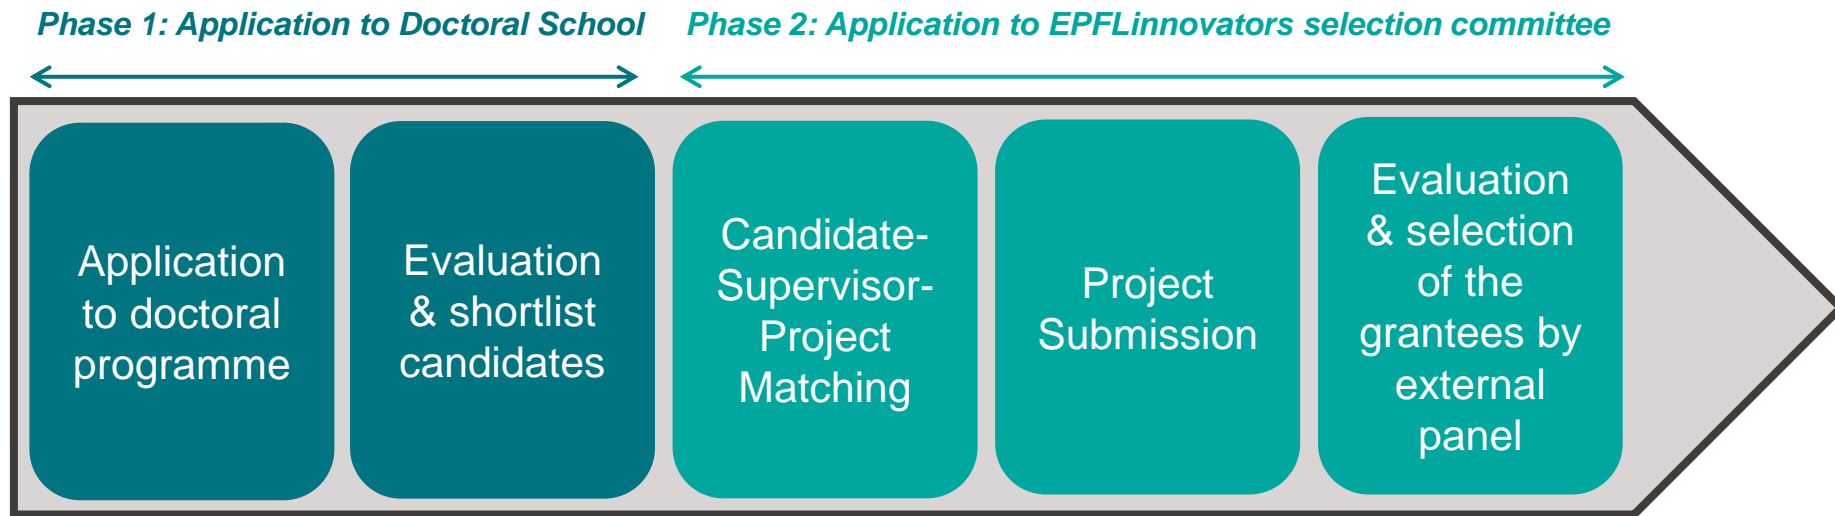 Phase 1: Application to Doctoral School
Phase 2: Application to EPFLinnovators selection committee
Application
to doctoral
programme
Evaluation
& shortlist
candidates
Candidate-
Supervisor-
Project
Matching
Project
Submission
Evaluation
& selection
of the
grantees by
external
panel